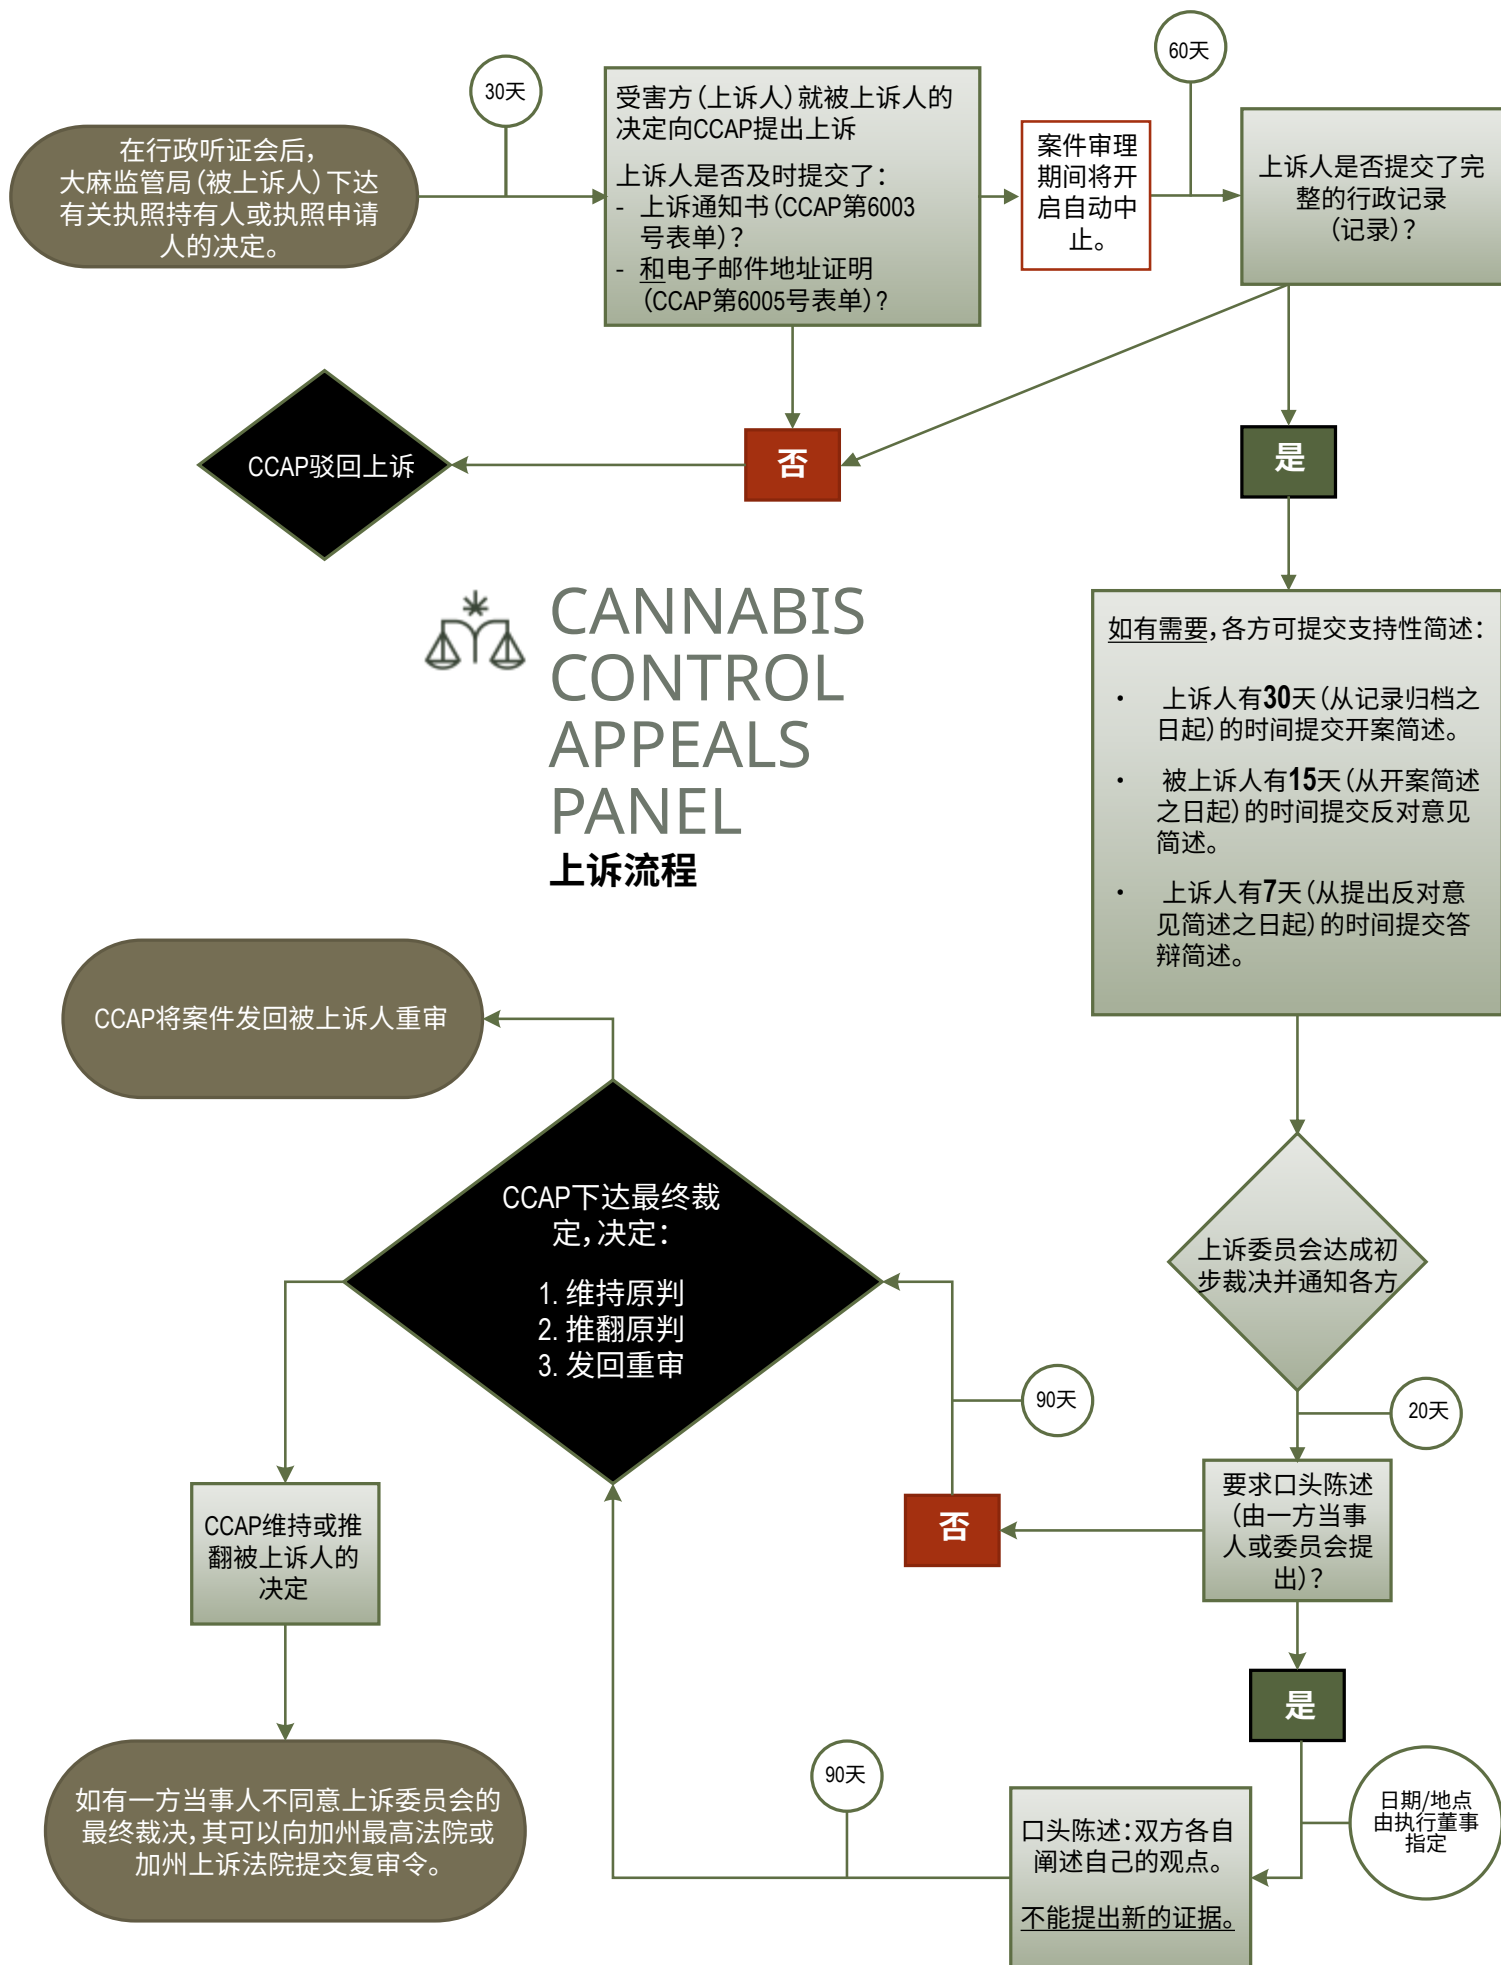 在行政听证会后，
大麻监管局（被上诉人）下达
有关执照持有人或执照申请
人的决定。
30天
受害方（上诉人）就被上诉人的
决定向CCAP提出上诉
上诉人是否及时提交了：
- 上诉通知书（CCAP第6003
号表单）？
- 和电子邮件地址证明
（CCAP第6005号表单）?
案件审理
期间将开
启自动中
止。
60天
上诉人是否提交了完
整的行政记录
（记录）？
否
CCAP驳回上诉
是
CANNABIS
CONTROL
APPEALS
PANEL
上诉流程
如有需要，各方可提交支持性简述：
· 上诉人有30天（从记录归档之
日起）的时间提交开案简述。
· 被上诉人有15天（从开案简述
之日起）的时间提交反对意见
简述。
· 上诉人有7天（从提出反对意
见简述之日起）的时间提交答
辩简述。
上诉委员会达成初
步裁决并通知各方
20天
要求口头陈述
（由一方当事
人或委员会提
出）？
否
90天
是
日期/地点
由执行董事
指定
口头陈述：双方各自
阐述自己的观点。
不能提出新的证据。
90天
CCAP下达最终裁
定，决定：
1. 维持原判
2. 推翻原判
3. 发回重审
CCAP将案件发回被上诉人重审
CCAP维持或推
翻被上诉人的
决定
如有一方当事人不同意上诉委员会的
最终裁决，其可以向加州最高法院或
加州上诉法院提交复审令。